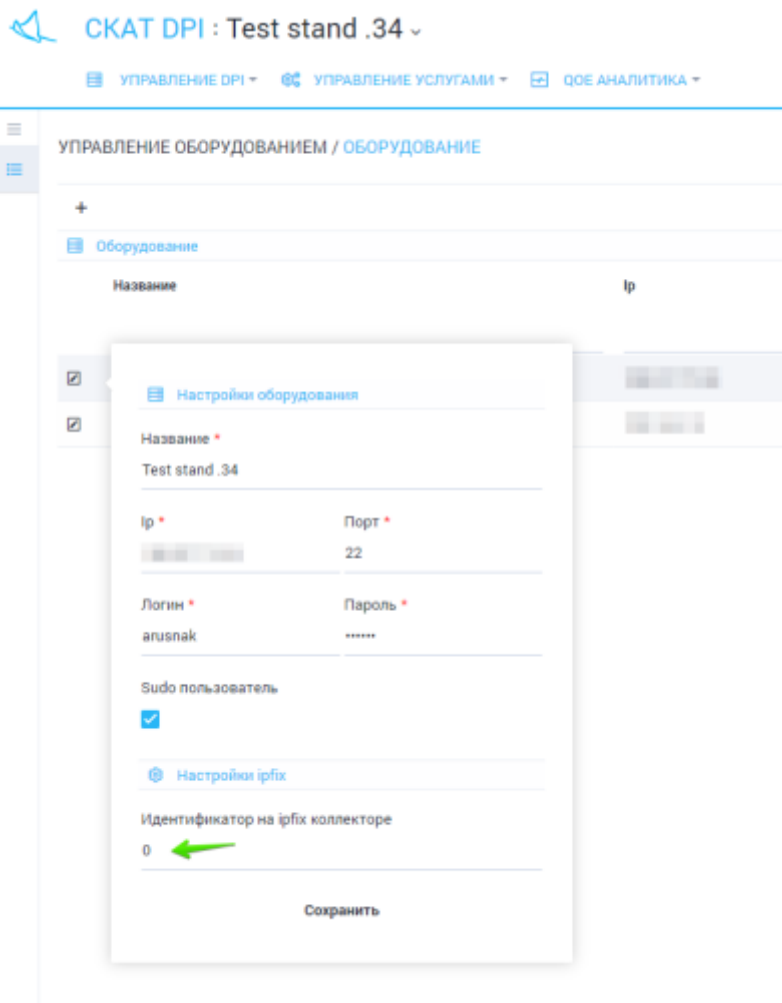 СКАТ DPI : Test stand .34
УПРАВЛЕНИЕ DPI УПРАВЛЕНИЕ УСЛУГАМИ QOE АНАЛИТИКА
УПРАВЛЕНИЕ ОБОРУДОВАНИЕМ / ОБОРУДОВАНИЕ
+
Оборудование
Название Ip
Настройки оборудования
Название *
Test stand .34
Ip * Порт *
22
Логин * Пароль *
arusnak ••••••
Sudo пользователь
Настройки ipfix
Идентификатор на ipfix коллекторе
0
Сохранить